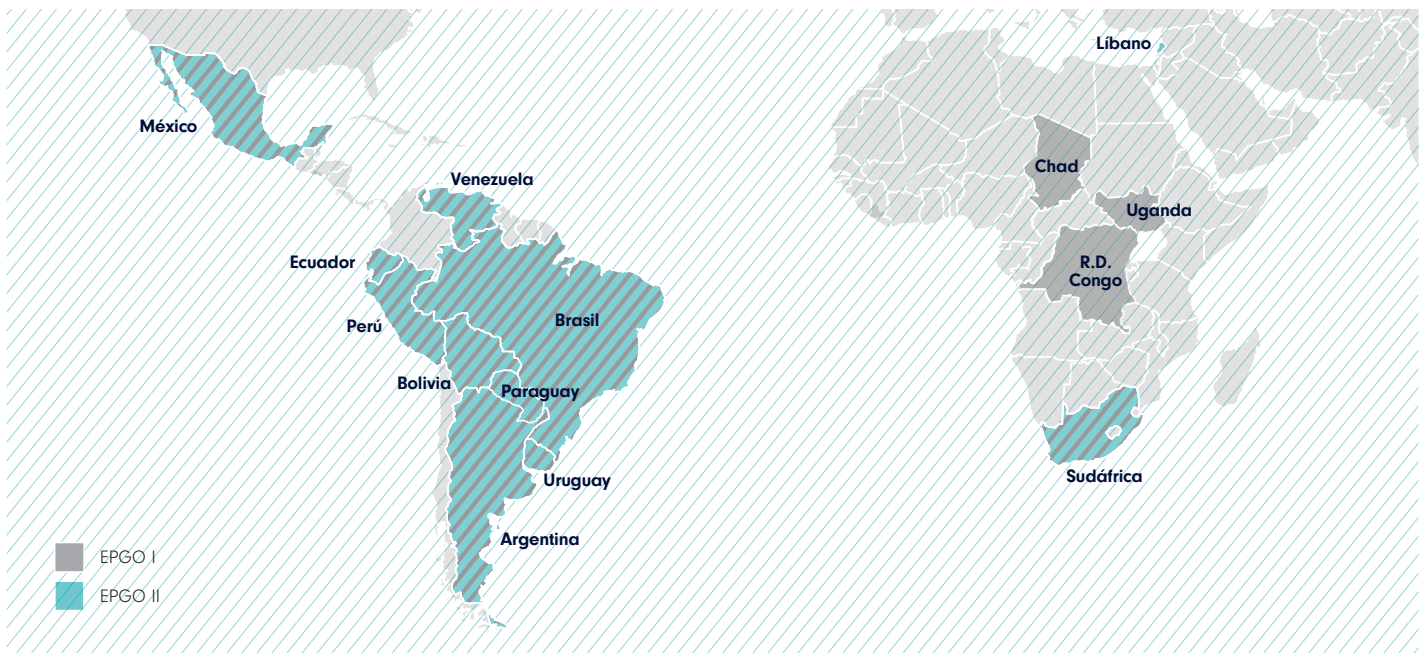 Líbano
México
Chad
Venezuela
Uganda
Ecuador
R.D.
Congo
Brasil
Perú
Bolivia
Paraguay
Sudáfrica
Uruguay
Argentina
EPGO I
EPGO II